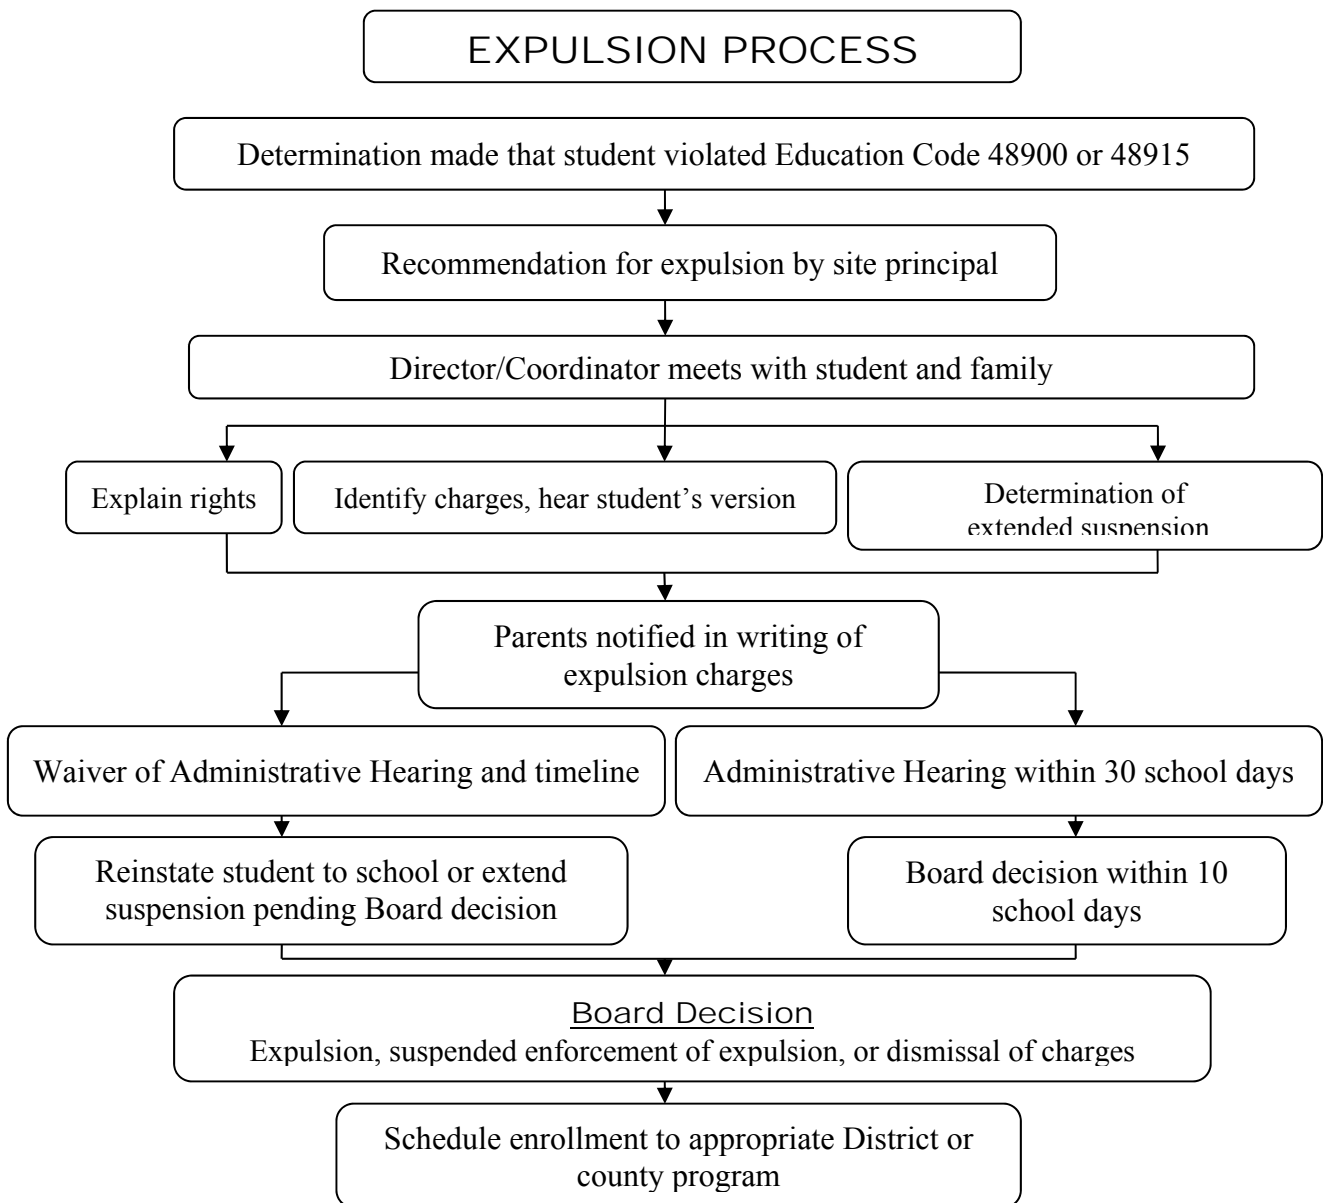 EXPULSION PROCESS
Determination made that student violated Education Code 48900 or 48915
Recommendation for expulsion by site principal
Director/Coordinator meets with student and family
Explain rights
Identify charges, hear student’s version
Determination of
extended suspension
Parents notified in writing of
expulsion charges
Waiver of Administrative Hearing and timeline
Administrative Hearing within 30 school days
Reinstate student to school or extend
suspension pending Board decision
Board decision within 10
school days
Board Decision
Expulsion, suspended enforcement of expulsion, or dismissal of charges
Schedule enrollment to appropriate District or
county program